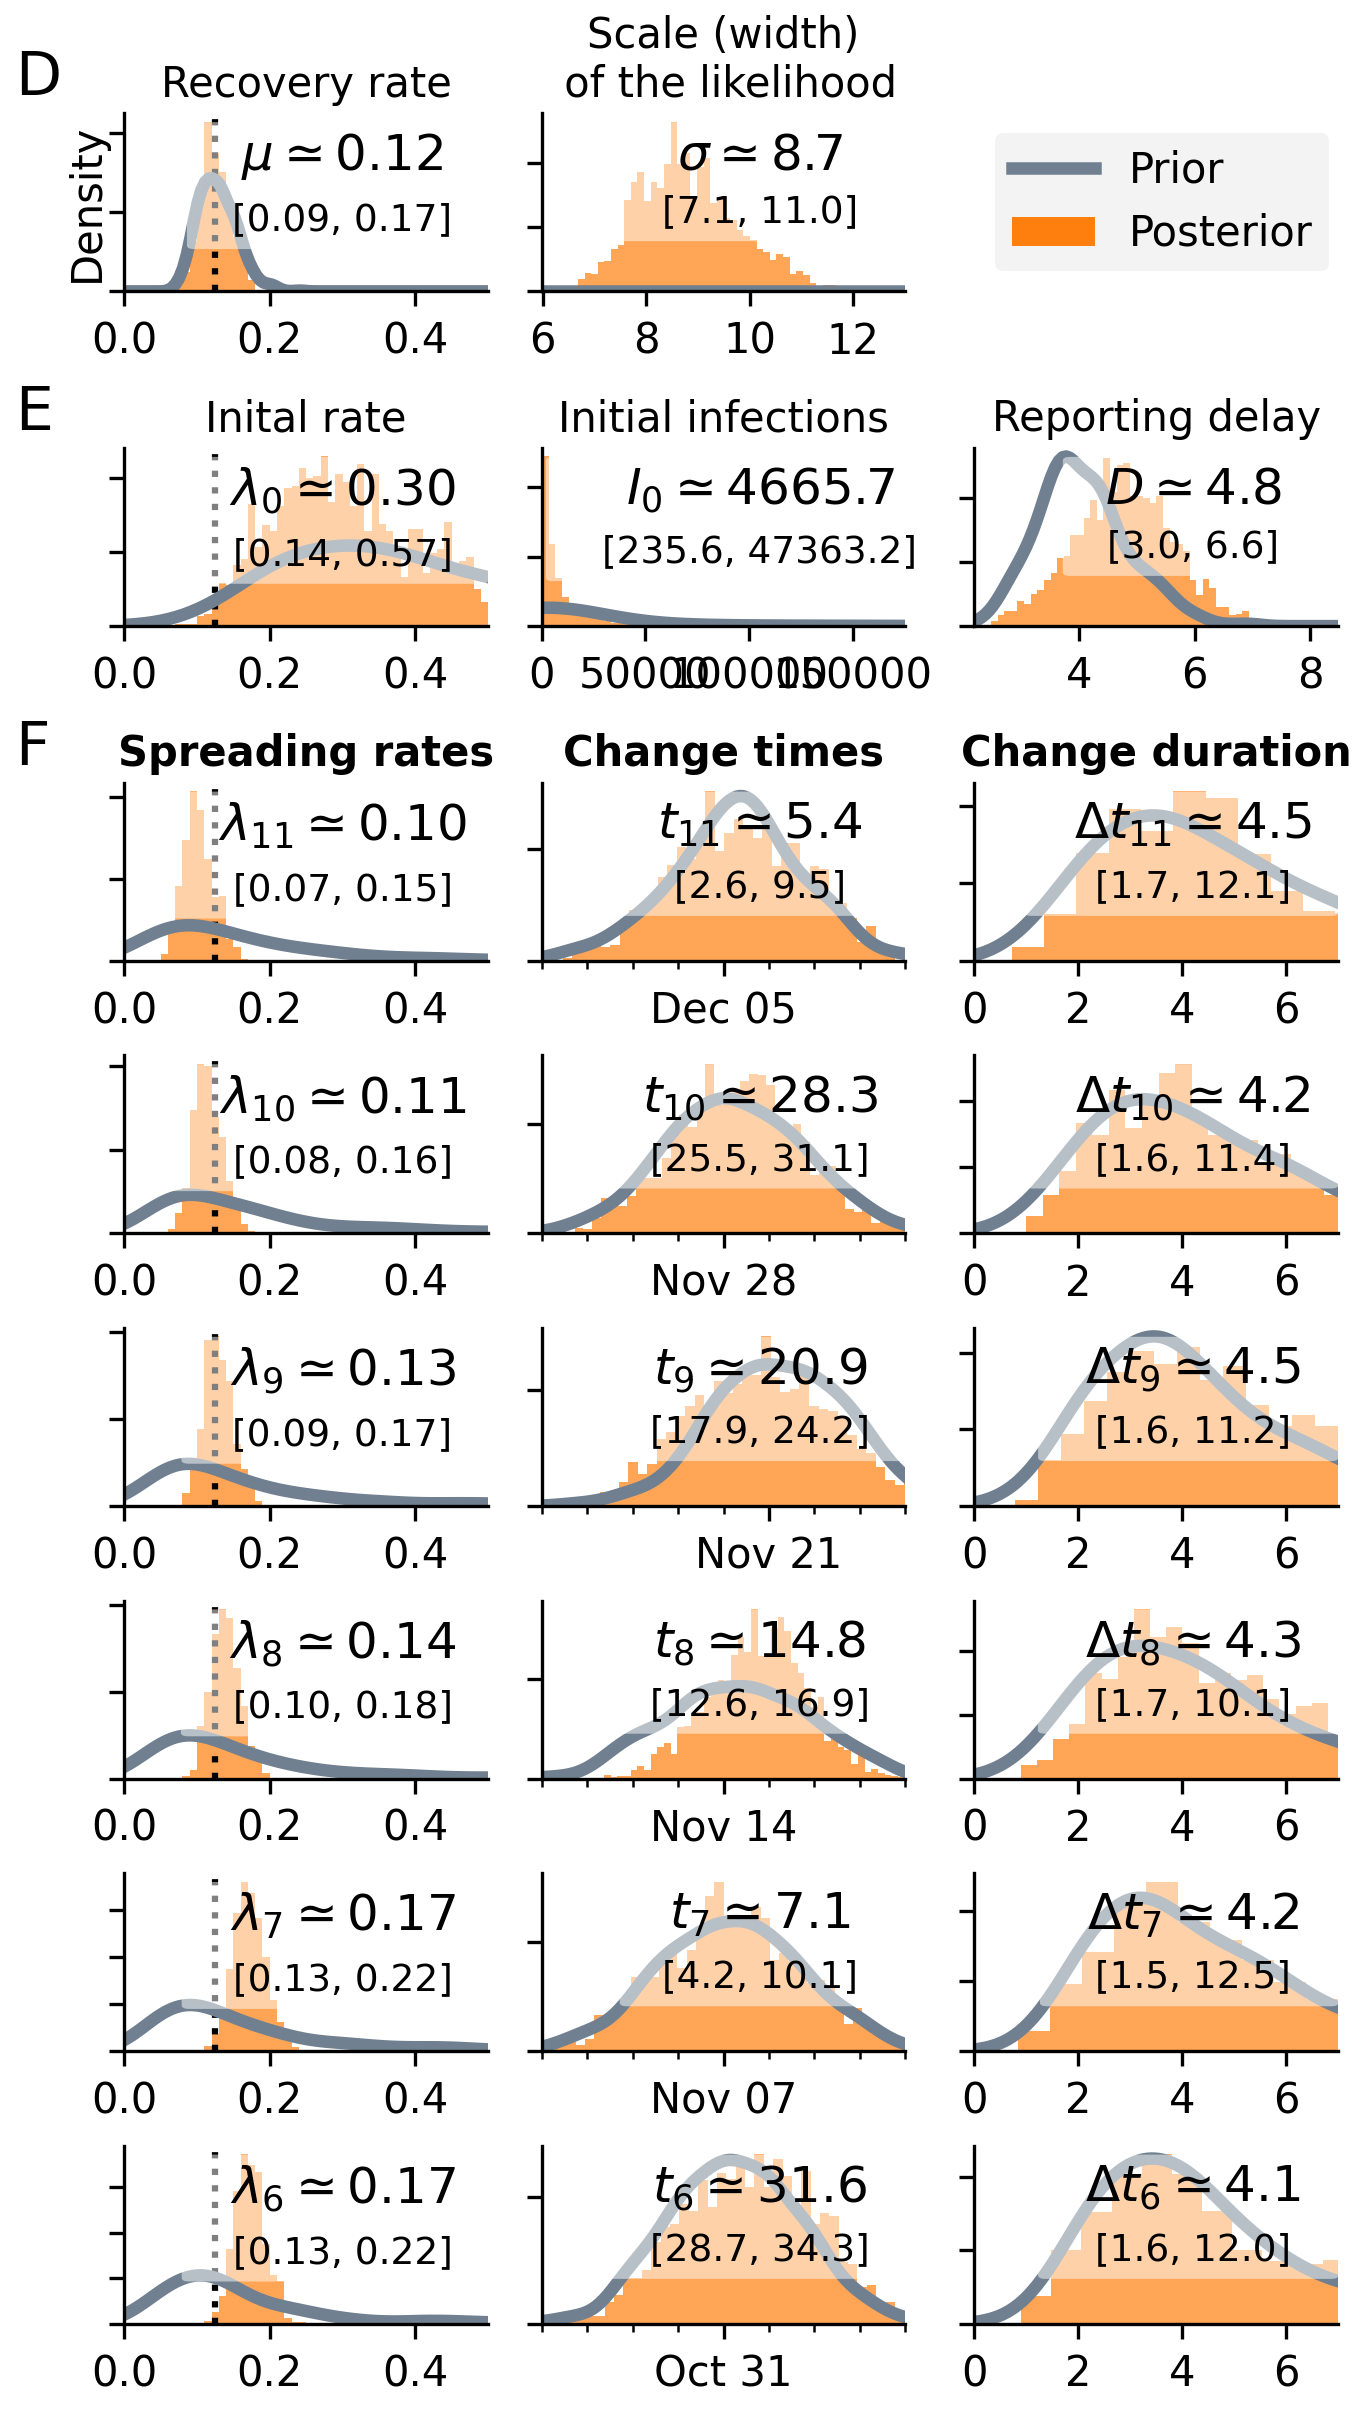 Scale (width)
D Recovery rate of the likelihood
Density
μ ≃ 0.12 σ ≃ 8.7 Prior
[0.09, 0.17] [7.1, 11.0] Posterior
0.0 0.2 0.4 6 8 10 12
E
Inital rate Initial infections Reporting delay
λ0 ≃ 0.30 I0 ≃ 4665.7 D ≃ 4.8
[0.14, 0.57] [235.6, 47363.2] [3.0, 6.6]
0.0 0.2 0.4 0 50000 100000 150000 4 6 8
F
Spreading rates Change times Change duration
λ11 ≃ 0.10 t11 ≃ 5.4 Δt11 ≃ 4.5
[0.07, 0.15] [2.6, 9.5] [1.7, 12.1]
0.0 0.2 0.4 Dec 05 0 2 4 6
λ10 ≃ 0.11 t10 ≃ 28.3 Δt10 ≃ 4.2
[0.08, 0.16] [25.5, 31.1] [1.6, 11.4]
0.0 0.2 0.4 Nov 28 0 2 4 6
λ9 ≃ 0.13 t9 ≃ 20.9 Δt9 ≃ 4.5
[0.09, 0.17] [17.9, 24.2] [1.6, 11.2]
0.0 0.2 0.4 Nov 21 0 2 4 6
λ8 ≃ 0.14 t8 ≃ 14.8 Δt8 ≃ 4.3
[0.10, 0.18] [12.6, 16.9] [1.7, 10.1]
0.0 0.2 0.4 Nov 14 0 2 4 6
λ7 ≃ 0.17 t7 ≃ 7.1 Δt7 ≃ 4.2
[0.13, 0.22] [4.2, 10.1] [1.5, 12.5]
0.0 0.2 0.4 Nov 07 0 2 4 6
λ6 ≃ 0.17 t6 ≃ 31.6 Δt6 ≃ 4.1
[0.13, 0.22] [28.7, 34.3] [1.6, 12.0]
0.0 0.2 0.4 Oct 31 0 2 4 6